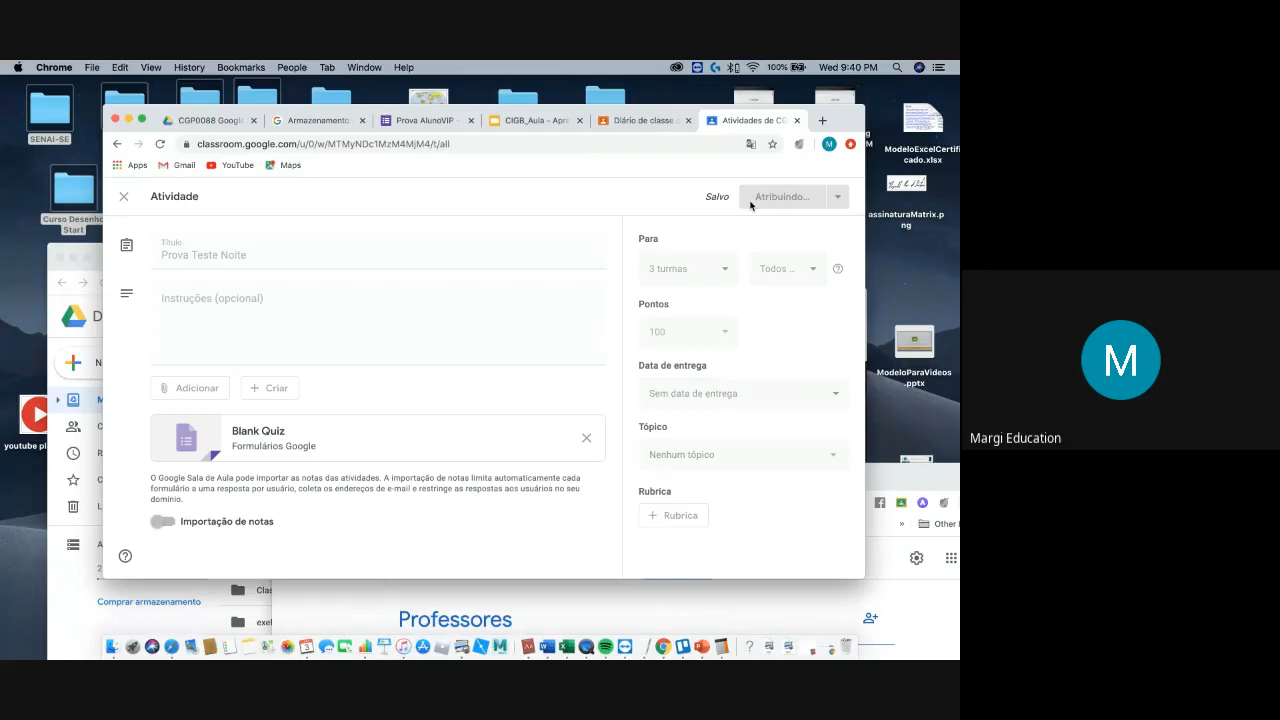 Chrome File Edit View History Bookmarks People Tab Window Help 100% Wed 9:40 PM
SENAI-SE
Curso Desenho
Start
youtube pl
ModeloExcelCertifi
cado.xlsx
assinaturaMatrix.p
ng
ModeloParaVideos
.pptx
CGP0088:Google Armazenamento Prova AlunoVIP - CIGB_Aula - Apre Diário de classe Atividades de CG
classroom.google.com/u/0/w/MTMyNDc1MzM4MjM4/t/all M
Apps Gmail YouTube Maps
Atividade Salvo Atribuindo...
Título
Prova Teste Noite
Instruções (opcional)
Adicionar Criar
Blank Quiz
Formulários Google
O Google Sala de Aula pode importar as notas das atividades. A importação de notas limita automaticamente cada
formulário a uma resposta por usuário, coleta os endereços de e-mail e restringe as respostas aos usuários no seu
domínio.
Importação de notas
Para
3 turmas Todos ...
Pontos
100
Data de entrega
Sem data de entrega
Tópico
Nenhum tópico
Rubrica
Rubrica
Comprar armazenamento
Clas
exel
Professores
» Other
M
Margi Education